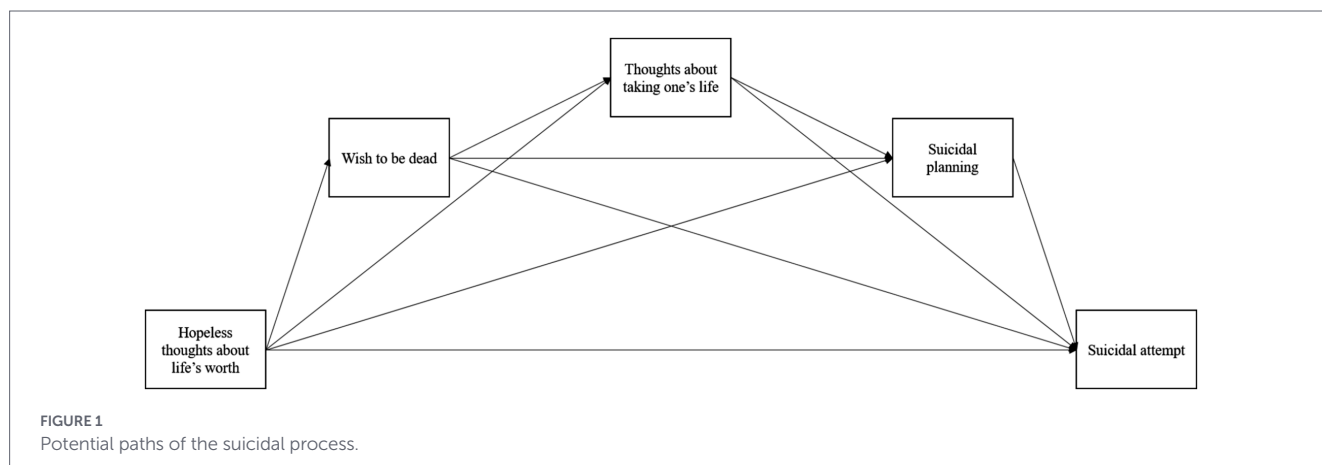 Thoughts about
taking one's life
Wish to be dead
Suicidal
planning
Hopeless
thoughts about
life's worth
Suicidal attempt
FIGURE 1
Potential paths of the suicidal process.